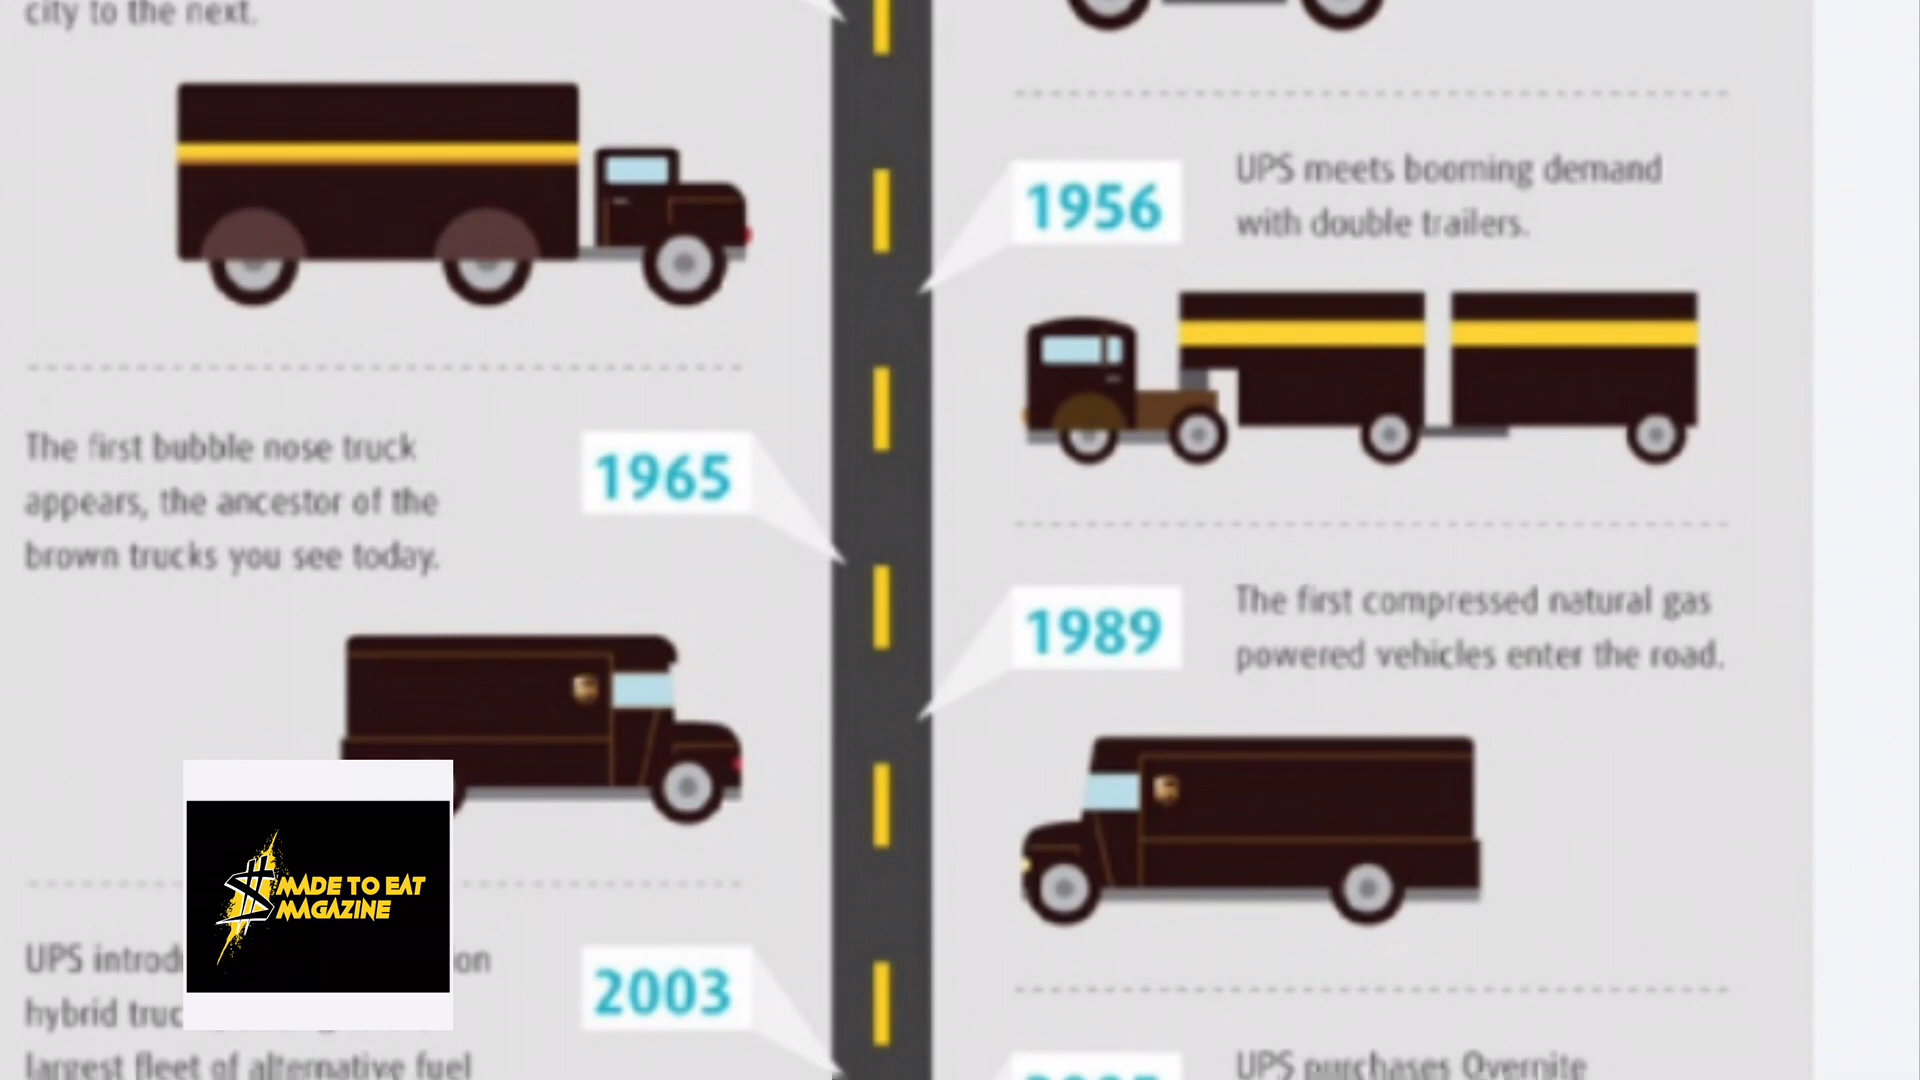 city to the next.
1956
UPS meets booming demand
with double trailers.
The first bubble nose truck
appears, the ancestor of the
brown trucks you see today.
1965
1989
The first compressed natural gas
powered vehicles enter the road.
MADE TO EAT
MAGAZINE
UPS on
hybrid
largest fleet of alternative fuel
2003
UPS purchases Overnite